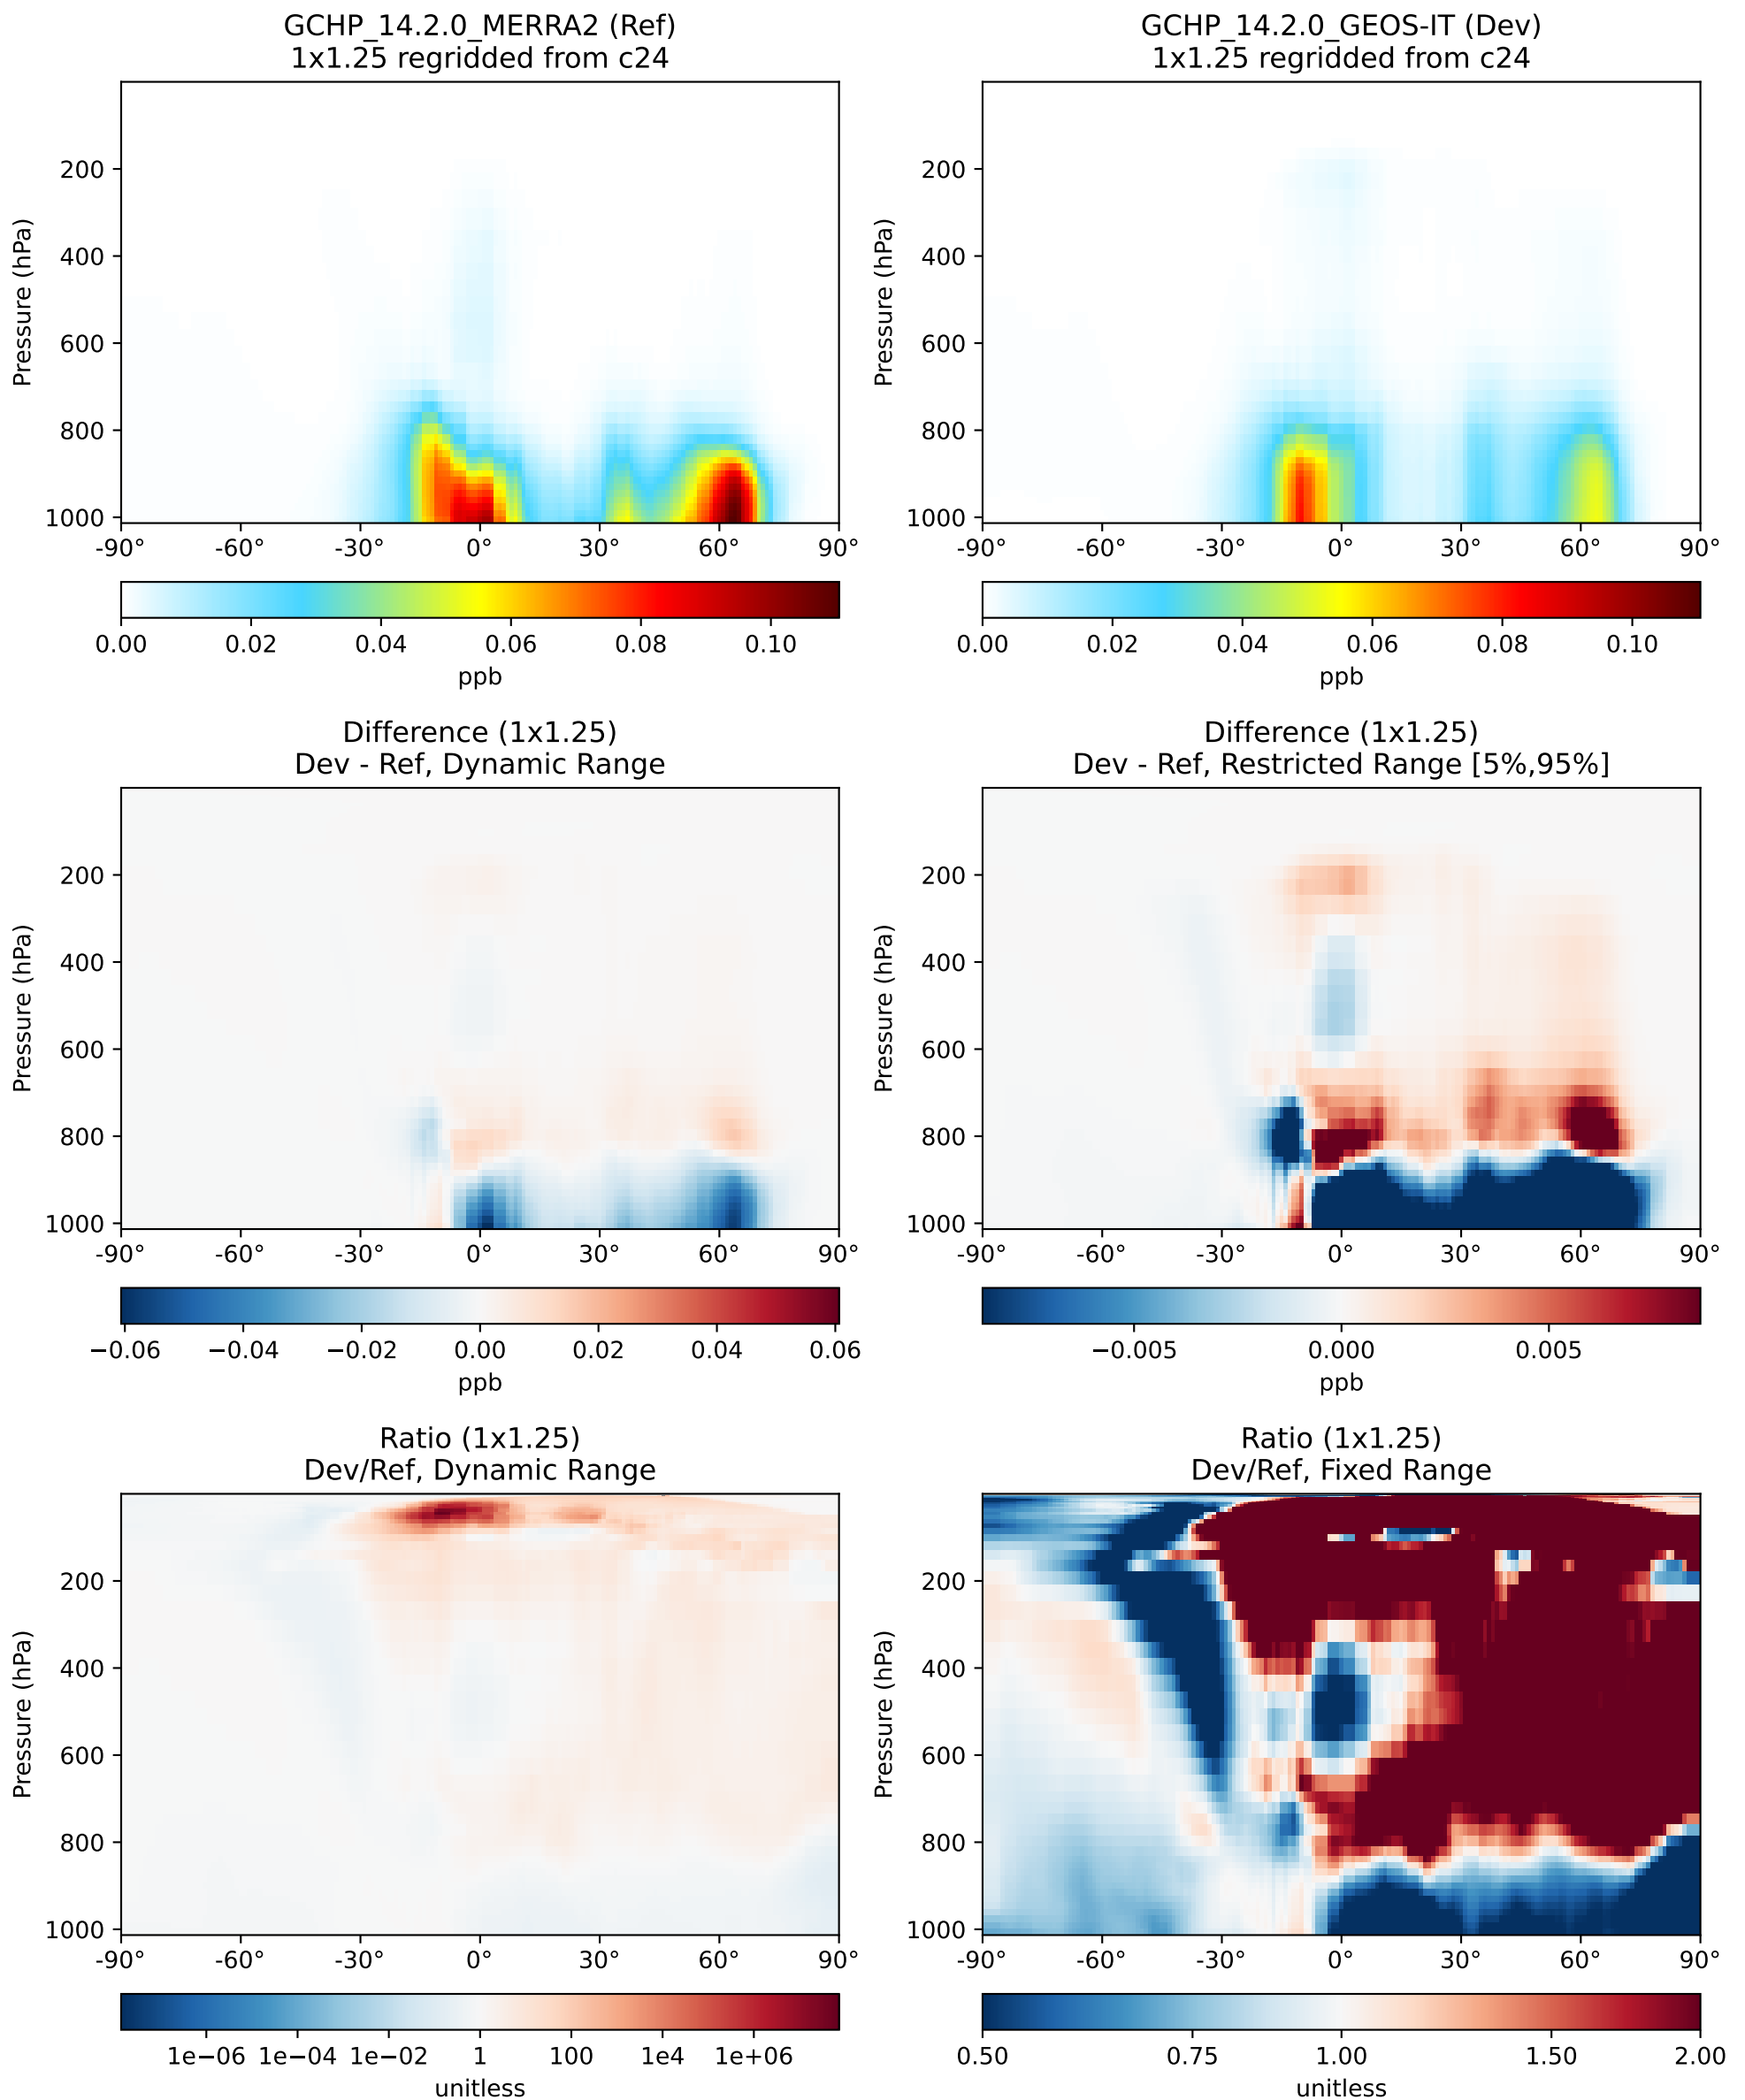 GCHP_14.2.0_MERRA2 (Ref)
1x1.25 regridded from c24
Pressure (hPa)
200
400
600
800
1000
-90° -60° -30° 0° 30° 60° 90°
0.00 0.02 0.04 0.06 0.08 0.10
ppb
GCHP_14.2.0_GEOS-IT (Dev)
1x1.25 regridded from c24
Pressure (hPa)
200
400
600
800
1000
-90° -60° -30° 0° 30° 60° 90°
0.00 0.02 0.04 0.06 0.08 0.10
ppb
Difference (1x1.25)
Dev - Ref, Dynamic Range
Pressure (hPa)
200
400
600
800
1000
-90° -60° -30° 0° 30° 60° 90°
−0.06 −0.04 −0.02 0.00 0.02 0.04 0.06
ppb
Difference (1x1.25)
Dev - Ref, Restricted Range [5%,95%]
Pressure (hPa)
200
400
600
800
1000
-90° -60° -30° 0° 30° 60° 90°
−0.005 0.000 0.005
ppb
Ratio (1x1.25)
Dev/Ref, Dynamic Range
Pressure (hPa)
200
400
600
800
1000
-90° -60° -30° 0° 30° 60° 90°
1e−06 1e−04 1e−02 1 100 1e+4 1e+06
unitless
Ratio (1x1.25)
Dev/Ref, Fixed Range
Pressure (hPa)
200
400
600
800
1000
-90° -60° -30° 0° 30° 60° 90°
0.50 0.75 1.00 1.50 2.00
unitless